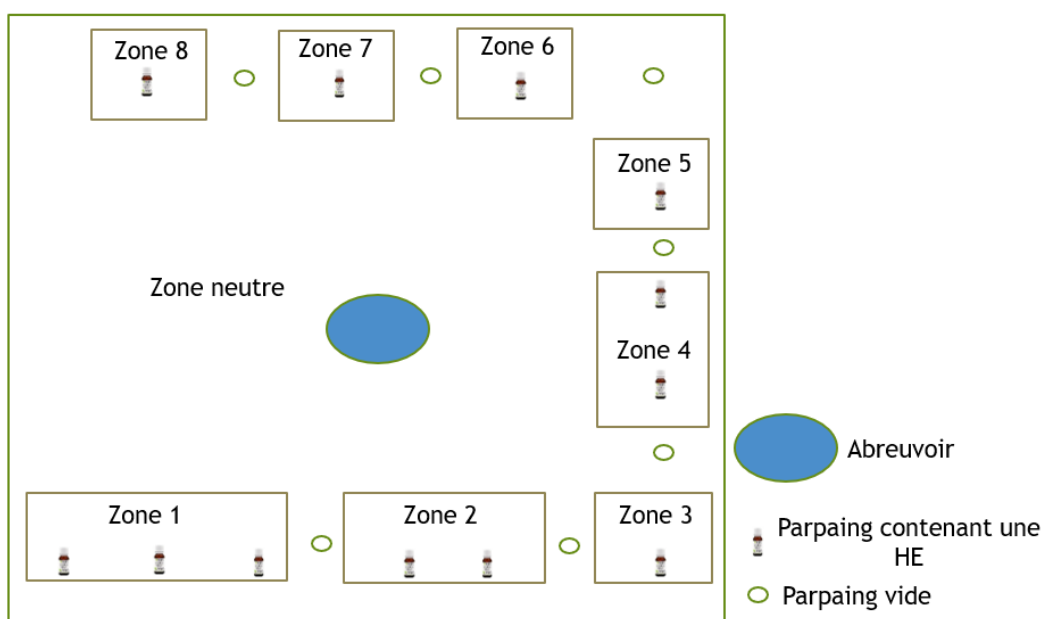 Zone 8
Zone 7
Zone 6
Zone 5
Zone neutre
Zone 4
Abreuvoir
Zone 1
Zone 2
Zone 3
Parpaing contenant une
HE
Parpaing vide